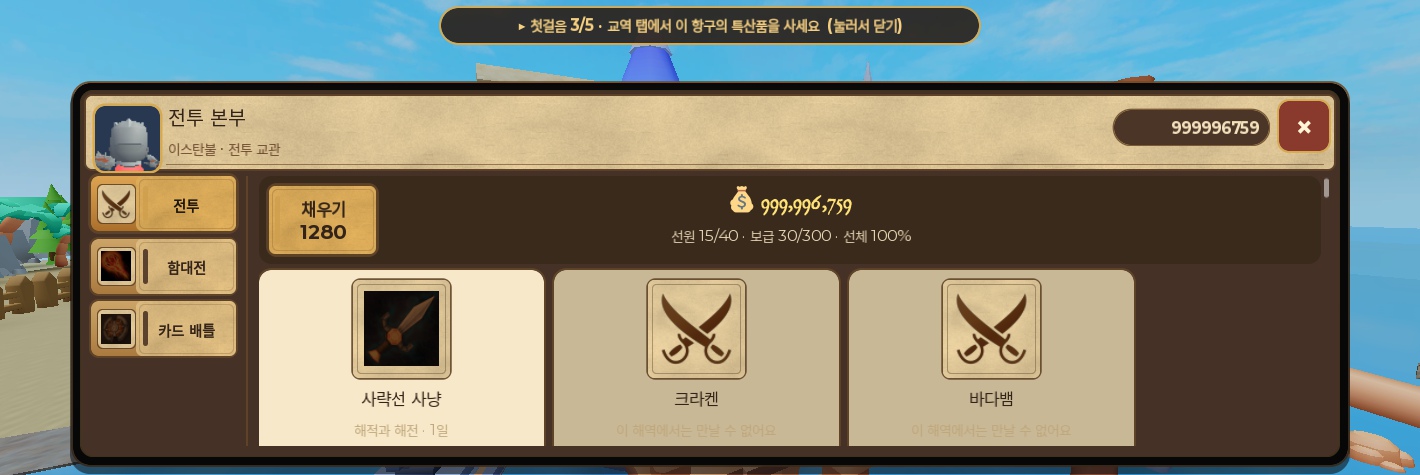 ▸ 첫걸음 3/5 · 교역 탭에서 이 항구의 특산품을 사세요 (눌러서 닫기)
전투 본부
이스탄불 · 전투 교관
999996759
×
전투
함대전
카드 배틀
채우기
1280
$ 999,996,759
선원 15/40 · 보급 30/300 · 선체 100%
사략선 사냥
해적과 해전 · 1일
크라켄
이 해역에서는 만날 수 없어요
바다뱀
이 해역에서는 만날 수 없어요